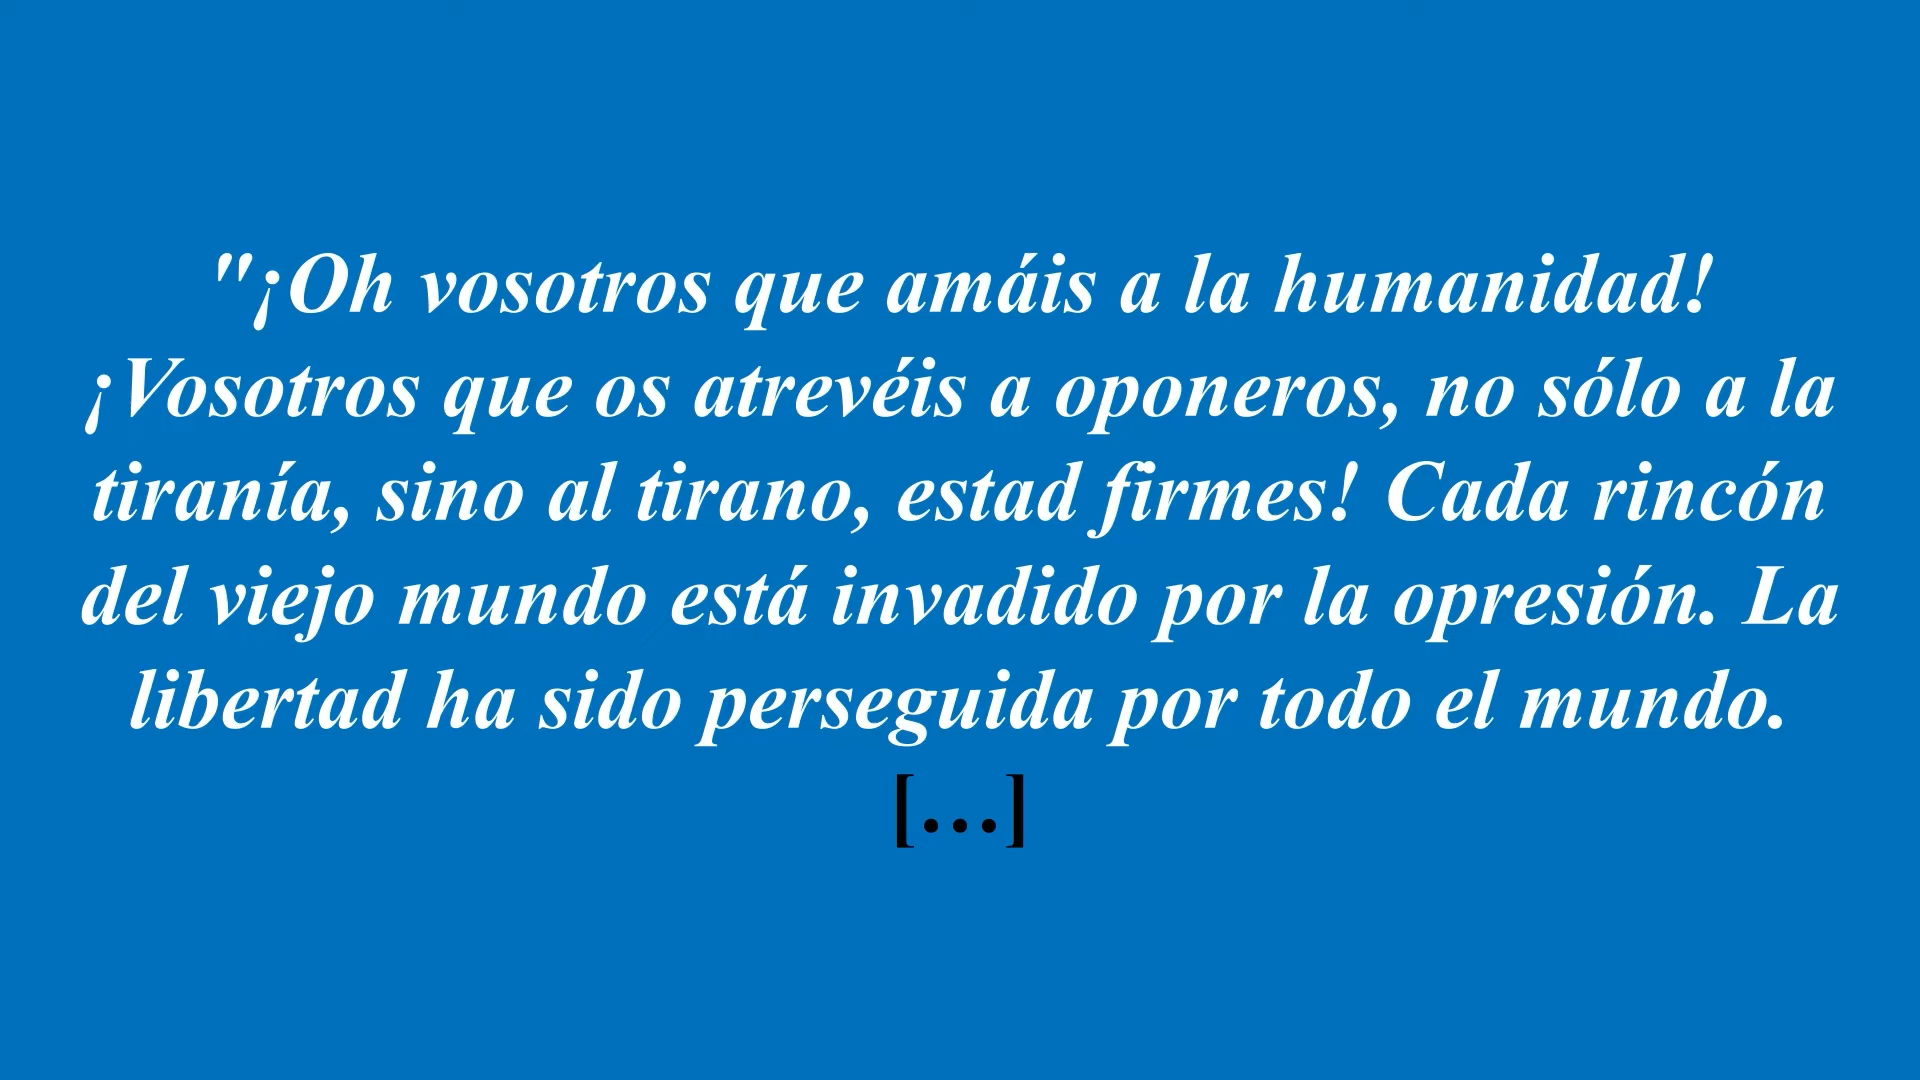 "¡Oh vosotros que amáis a la humanidad!
¡Vosotros que os atrevéis a oponeros, no sólo a la
tiranía, sino al tirano, estad firmes! Cada rincón
del viejo mundo está invadido por la opresión. La
libertad ha sido perseguida por todo el mundo.
[...]